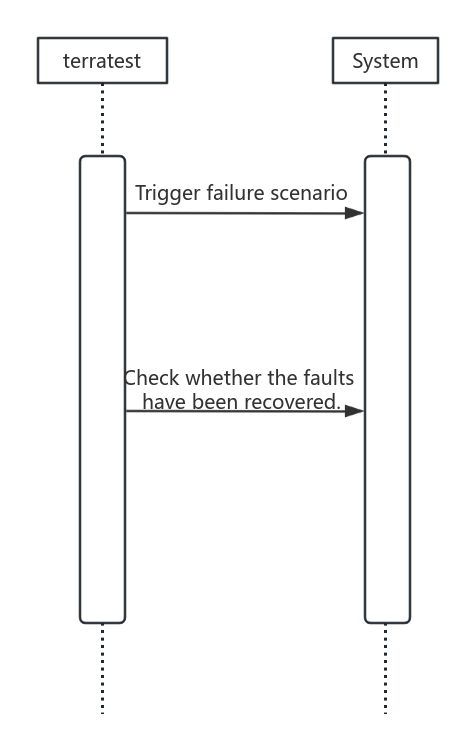 terratest
System
Trigger failure scenario
Check whether the faults
have been recovered.